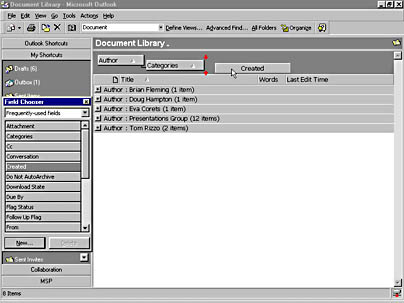 Document Library - Microsoft Outlook
File Edit View Go Tools Actions Help
New Document Define Views... Advanced Find... All Folders Organize
Outlook Shortcuts
My Shortcuts
Drafts (6)
Outbox (1)
Sent Items
Field Chooser
Frequently-used fields
Attachment
Categories
Cc
Conversation
Created
Do Not AutoArchive
Download State
Due By
Flag Status
Follow Up Flag
From
New... Delete
Sent Invites
Collaboration
MSP
Document Library .
Author
Categories
Created
Title Words Last Edit Time
Author : Brian Fleming (1 item)
Author : Doug Hampton (1 item)
Author : Eva Corets (1 item)
Author : Presentations Group (12 items)
Author : Tom Rizzo (2 items)
8 Items